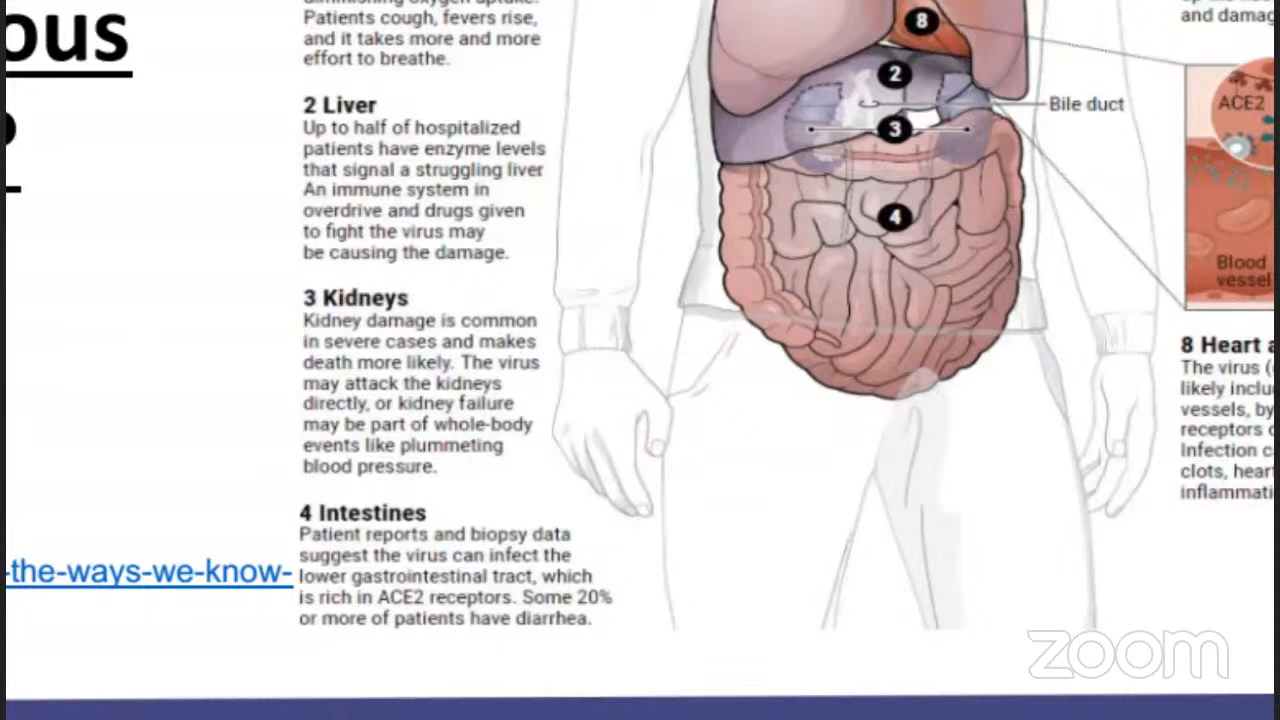 ous
diminishing oxygen uptake.
Patients cough, fevers rise,
and it takes more and more
effort to breathe.
2 Liver
Up to half of hospitalized
patients have enzyme levels
that signal a struggling liver
An immune system in
overdrive and drugs given
to fight the virus may
be causing the damage.
3 Kidneys
Kidney damage is common
in severe cases and makes
death more likely. The virus
may attack the kidneys
directly, or kidney failure
may be part of whole-body
events like plummeting
blood pressure.
4 Intestines
Patient reports and biopsy data
suggest the virus can infect the
lower gastrointestinal tract, which
is rich in ACE2 receptors. Some 20%
or more of patients have diarrhea.
-the-ways-we-know-
8
2
3
4
Bile duct
and damag
ACE2
Blood
vessel
8 Heart a
The virus (
likely inclu
vessels, by
receptors o
Infection c
clots, heart
inflammati
zoom